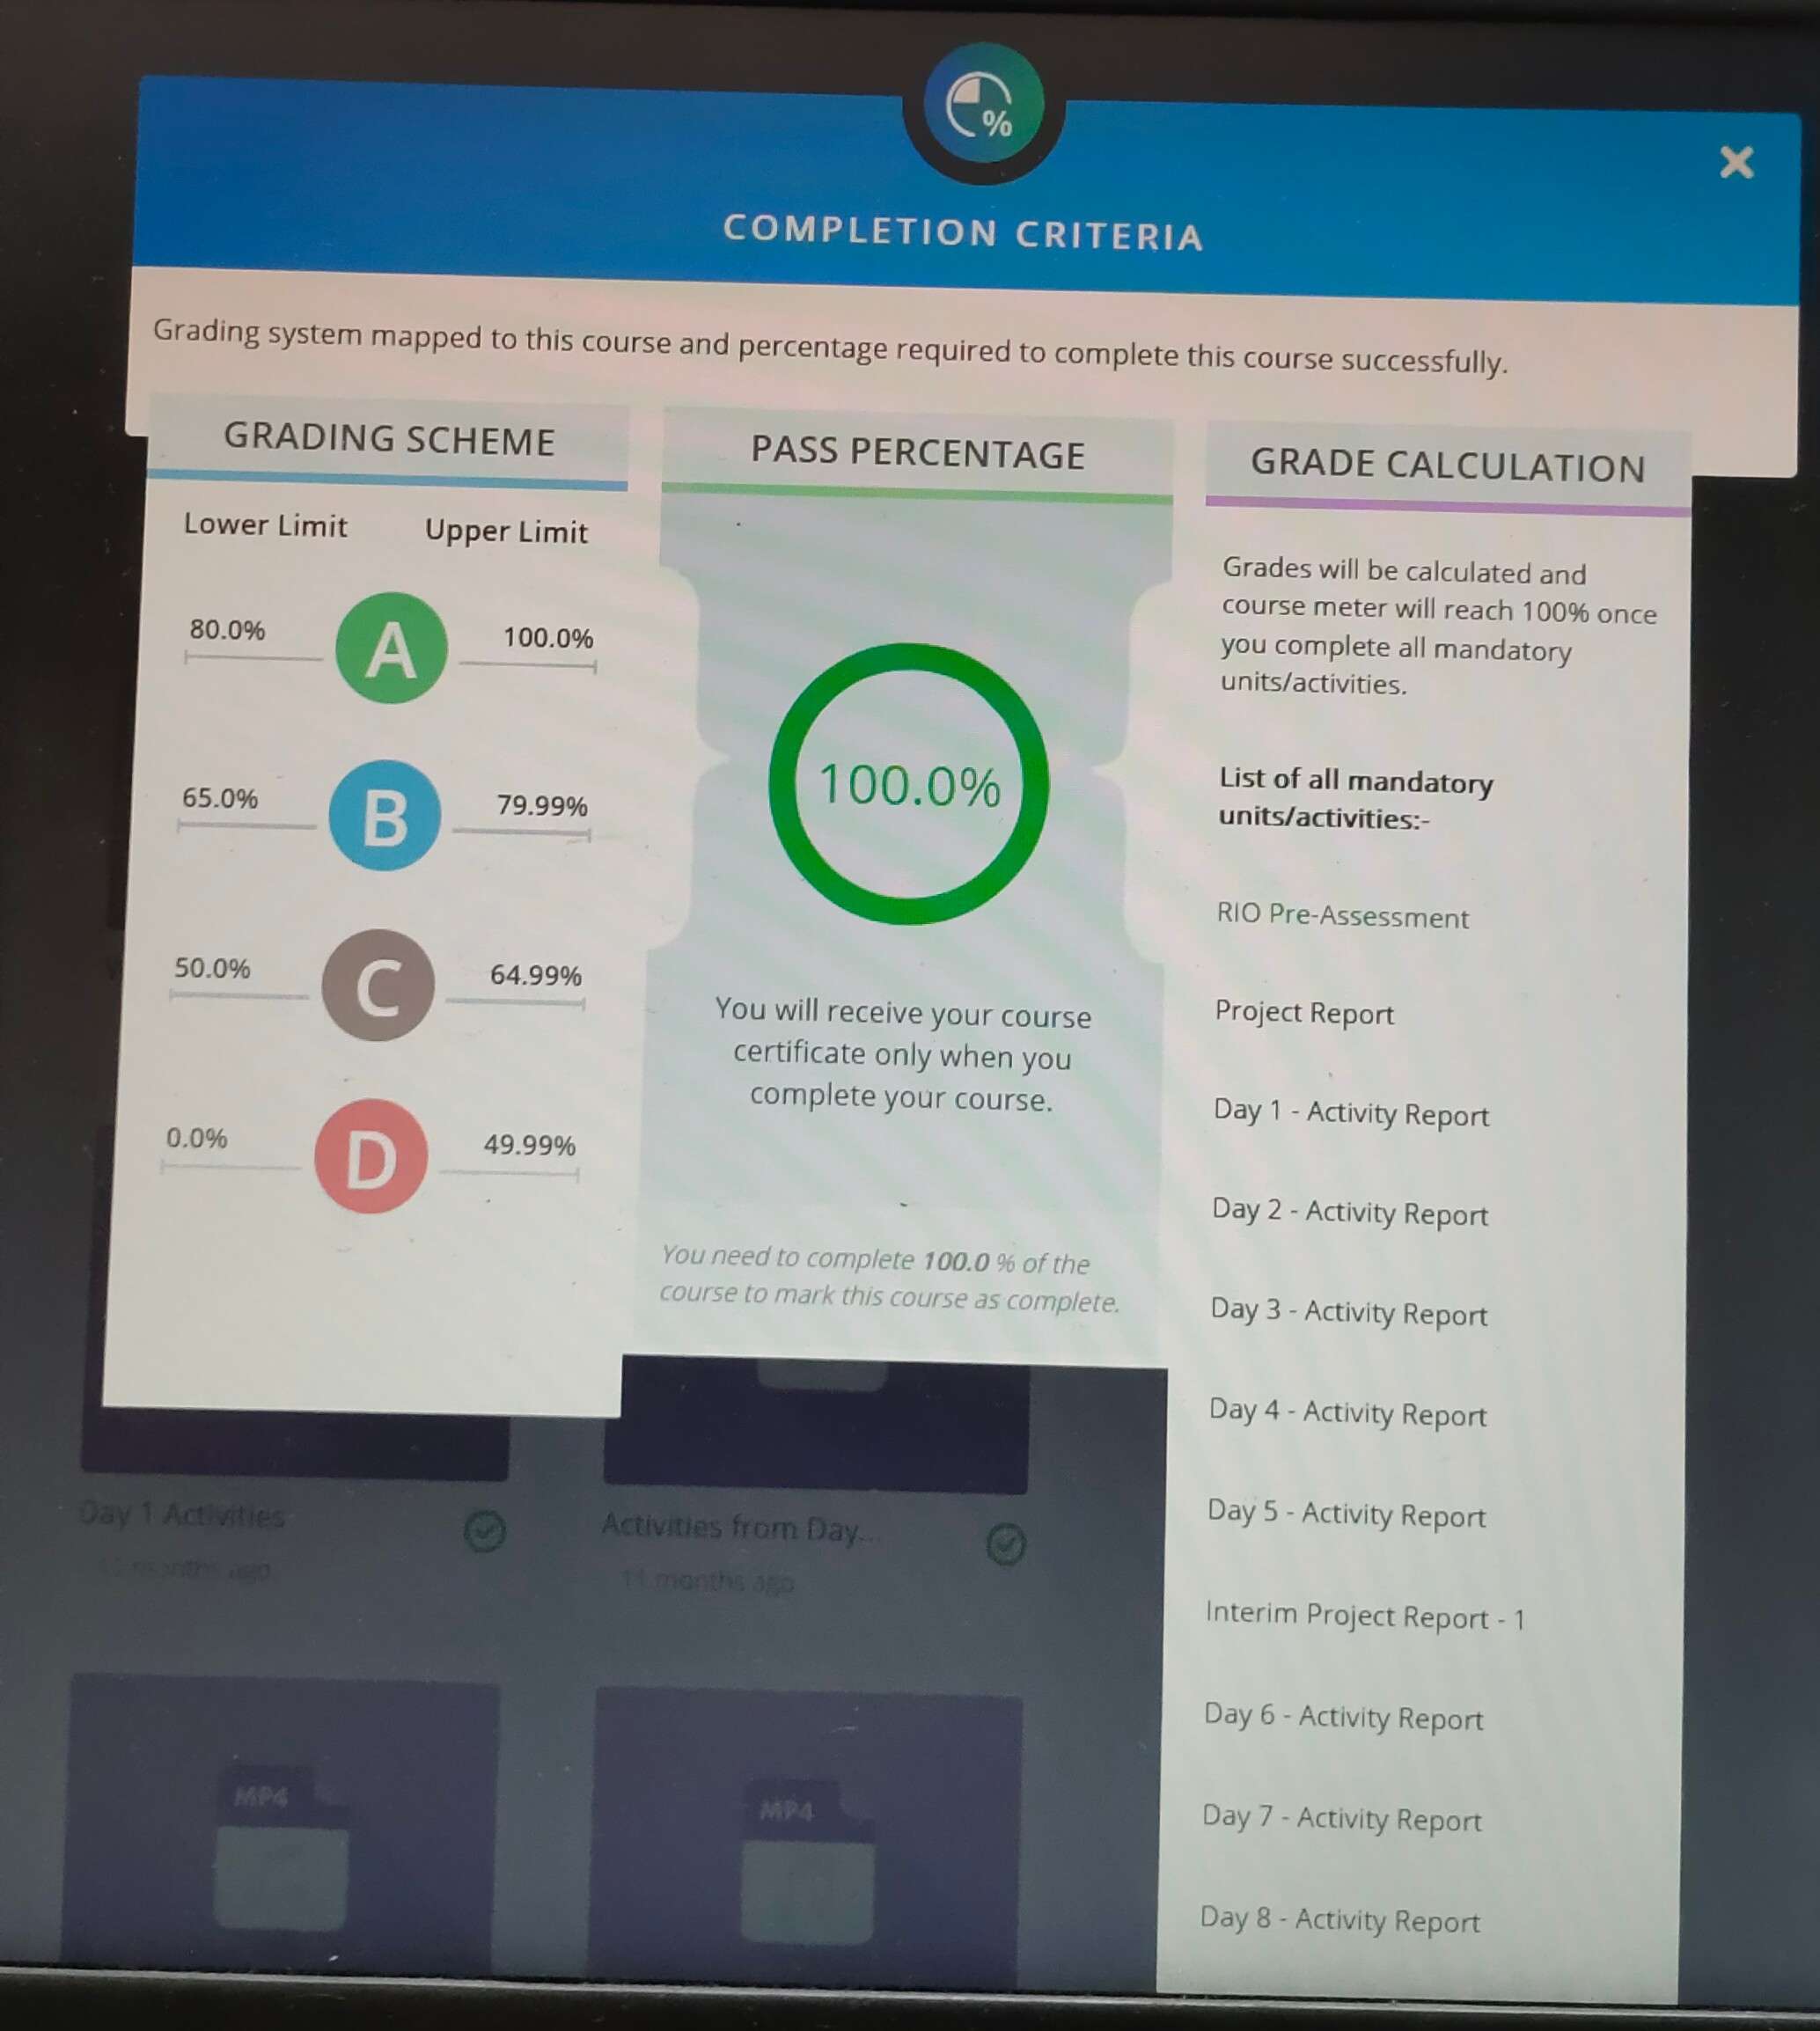 %
COMPLETION CRITERIA
Grading system mapped to this course and percentage required to complete this course successfully.
GRADING SCHEME
Lower Limit Upper Limit
80.0% A 100.0%
65.0% B 79.99%
50.0% C 64.99%
0.0% D 49.99%
PASS PERCENTAGE
100.0%
You will receive your course
certificate only when you
complete your course.
You need to complete 100.0 % of the
course to mark this course as complete.
GRADE CALCULATION
Grades will be calculated and
course meter will reach 100% once
you complete all mandatory
units/activities.
List of all mandatory
units/activities:-
RIO Pre-Assessment
Project Report
Day 1 - Activity Report
Day 2 - Activity Report
Day 3 - Activity Report
Day 4 - Activity Report
Day 5 - Activity Report
Interim Project Report - 1
Day 6 - Activity Report
Day 7 - Activity Report
Day 8 - Activity Report
Day 1 Activities
months ago
Activities from Day...
11 months ago
MP4
MP4